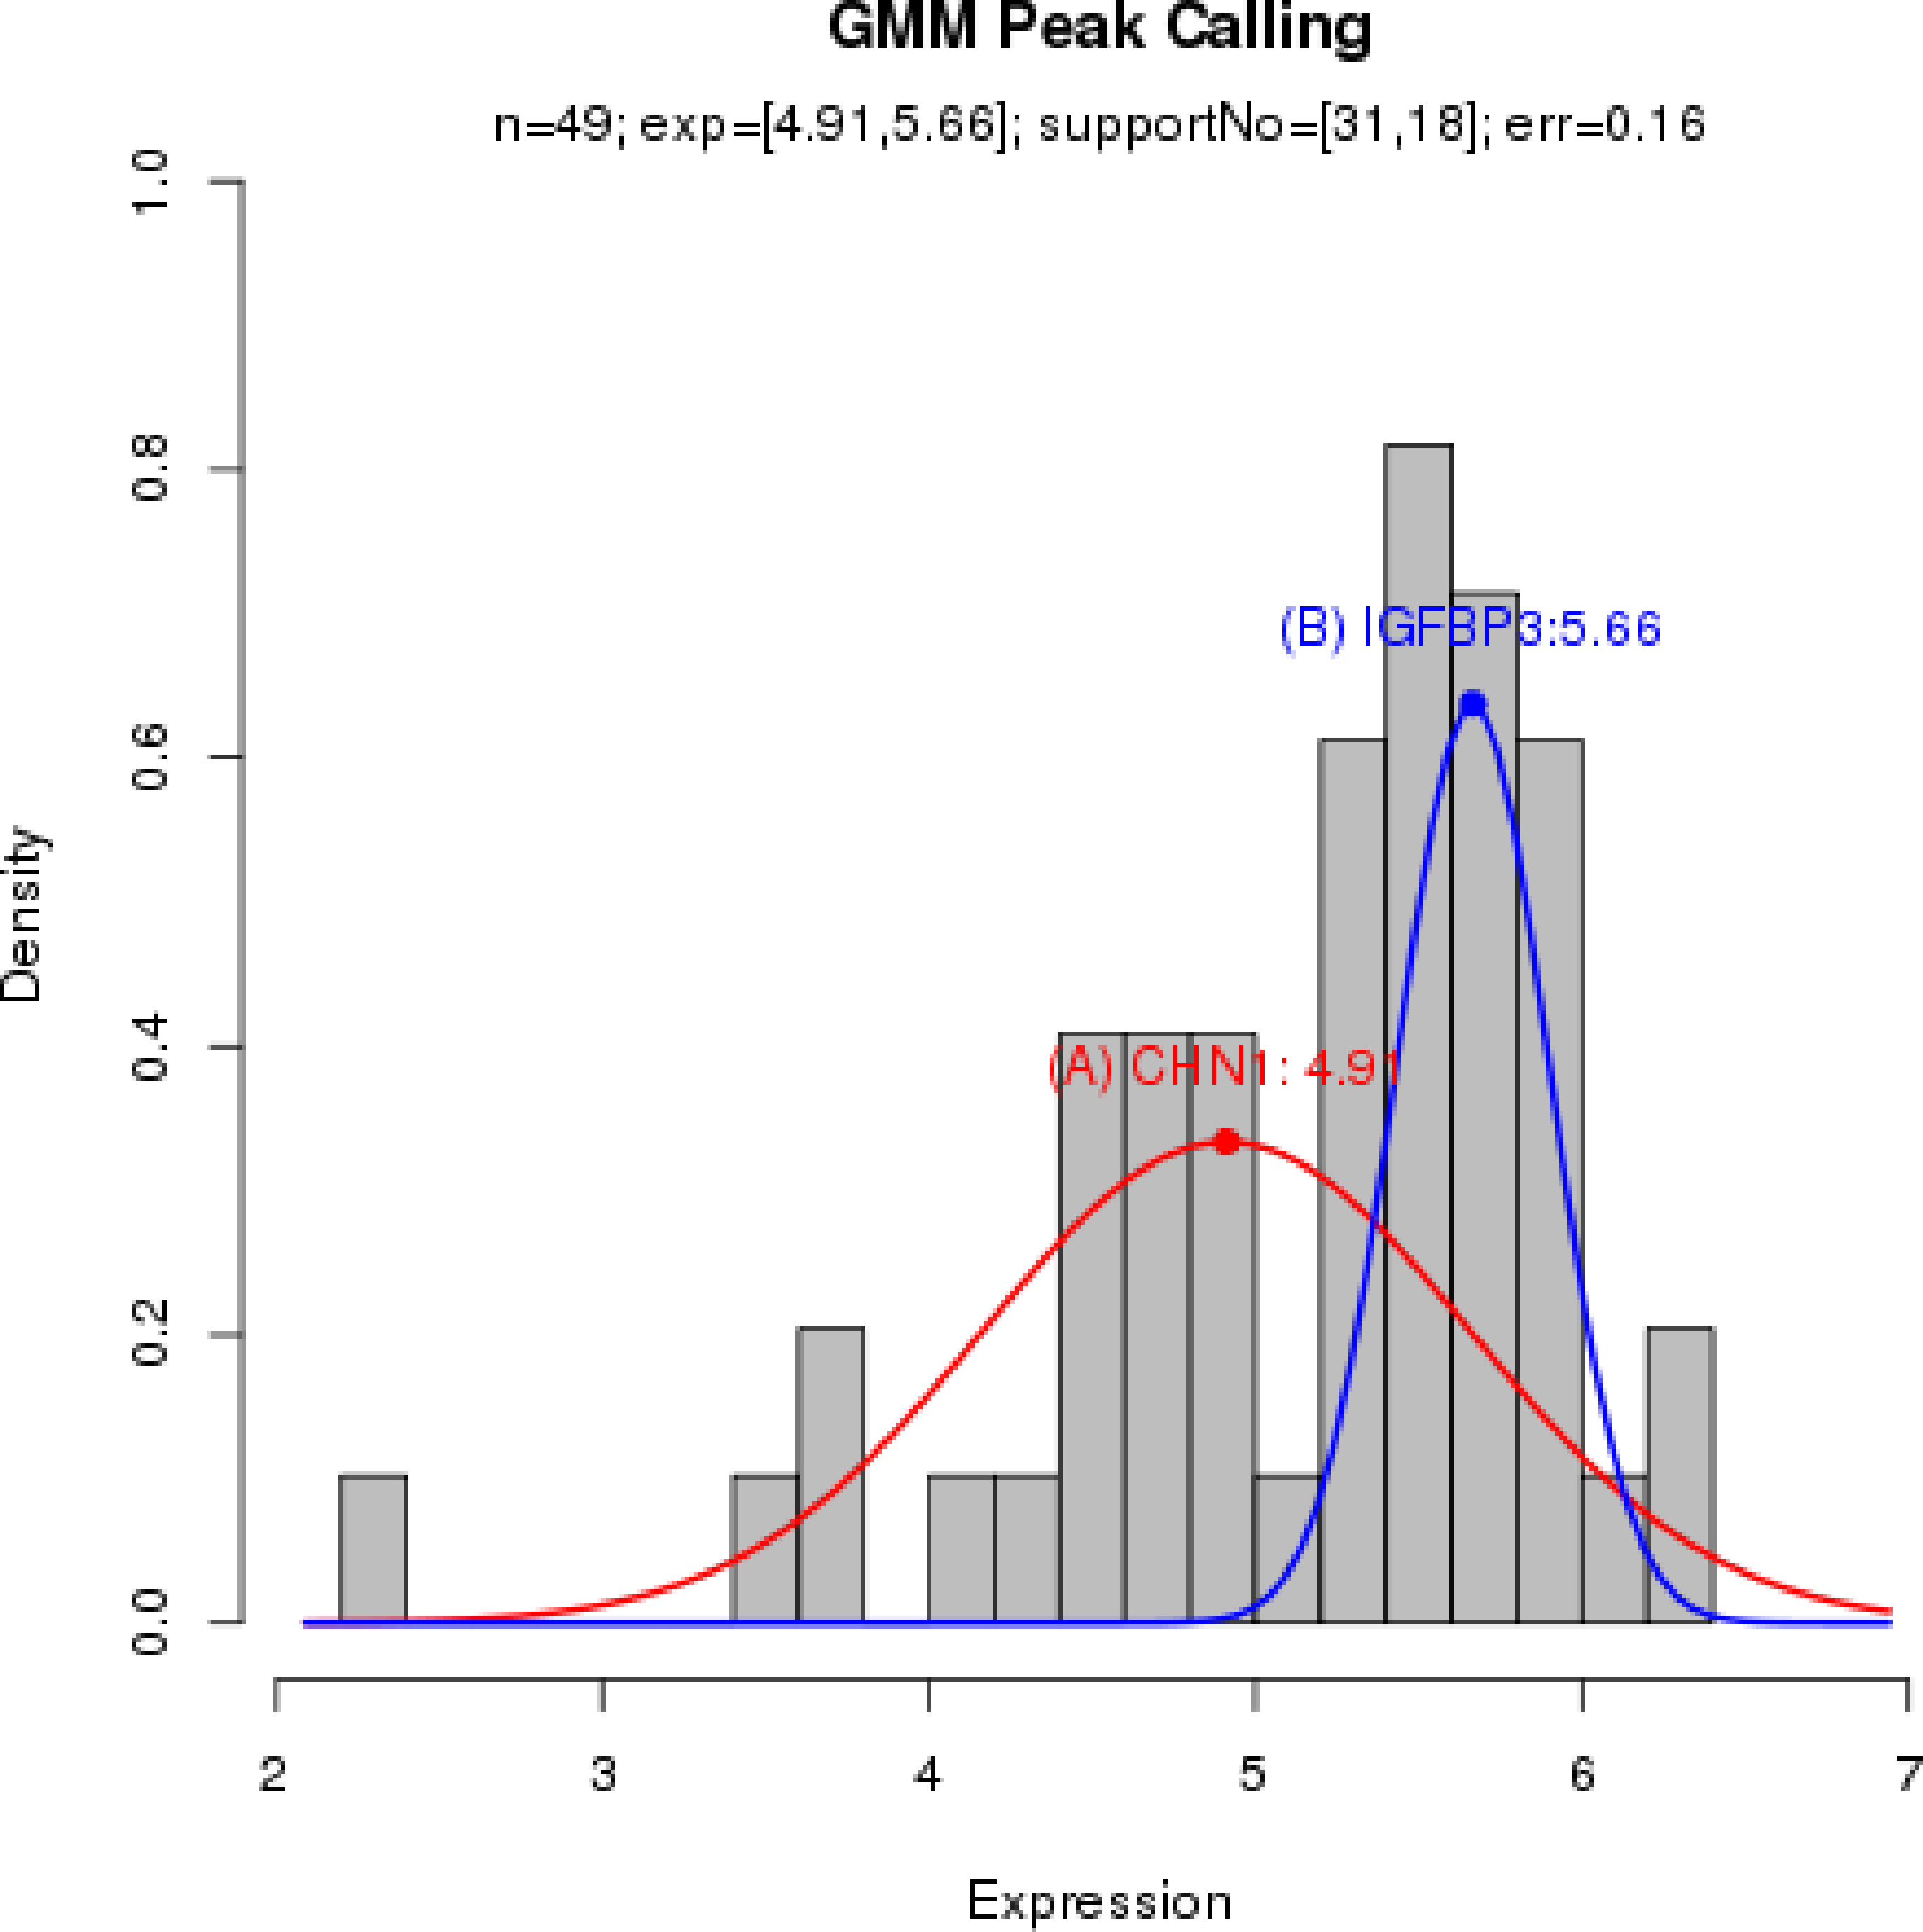 GMM Peak Calling
n=49; exp=[4.91,5.66]; supportNo=[31,18]; err=0.16
1.0
0.8
(B) IGFBP3:5.66
0.6
Density
0.4
(A) CHN1: 4.91
0.2
0.0
2 3 4 5 6 7
Expression